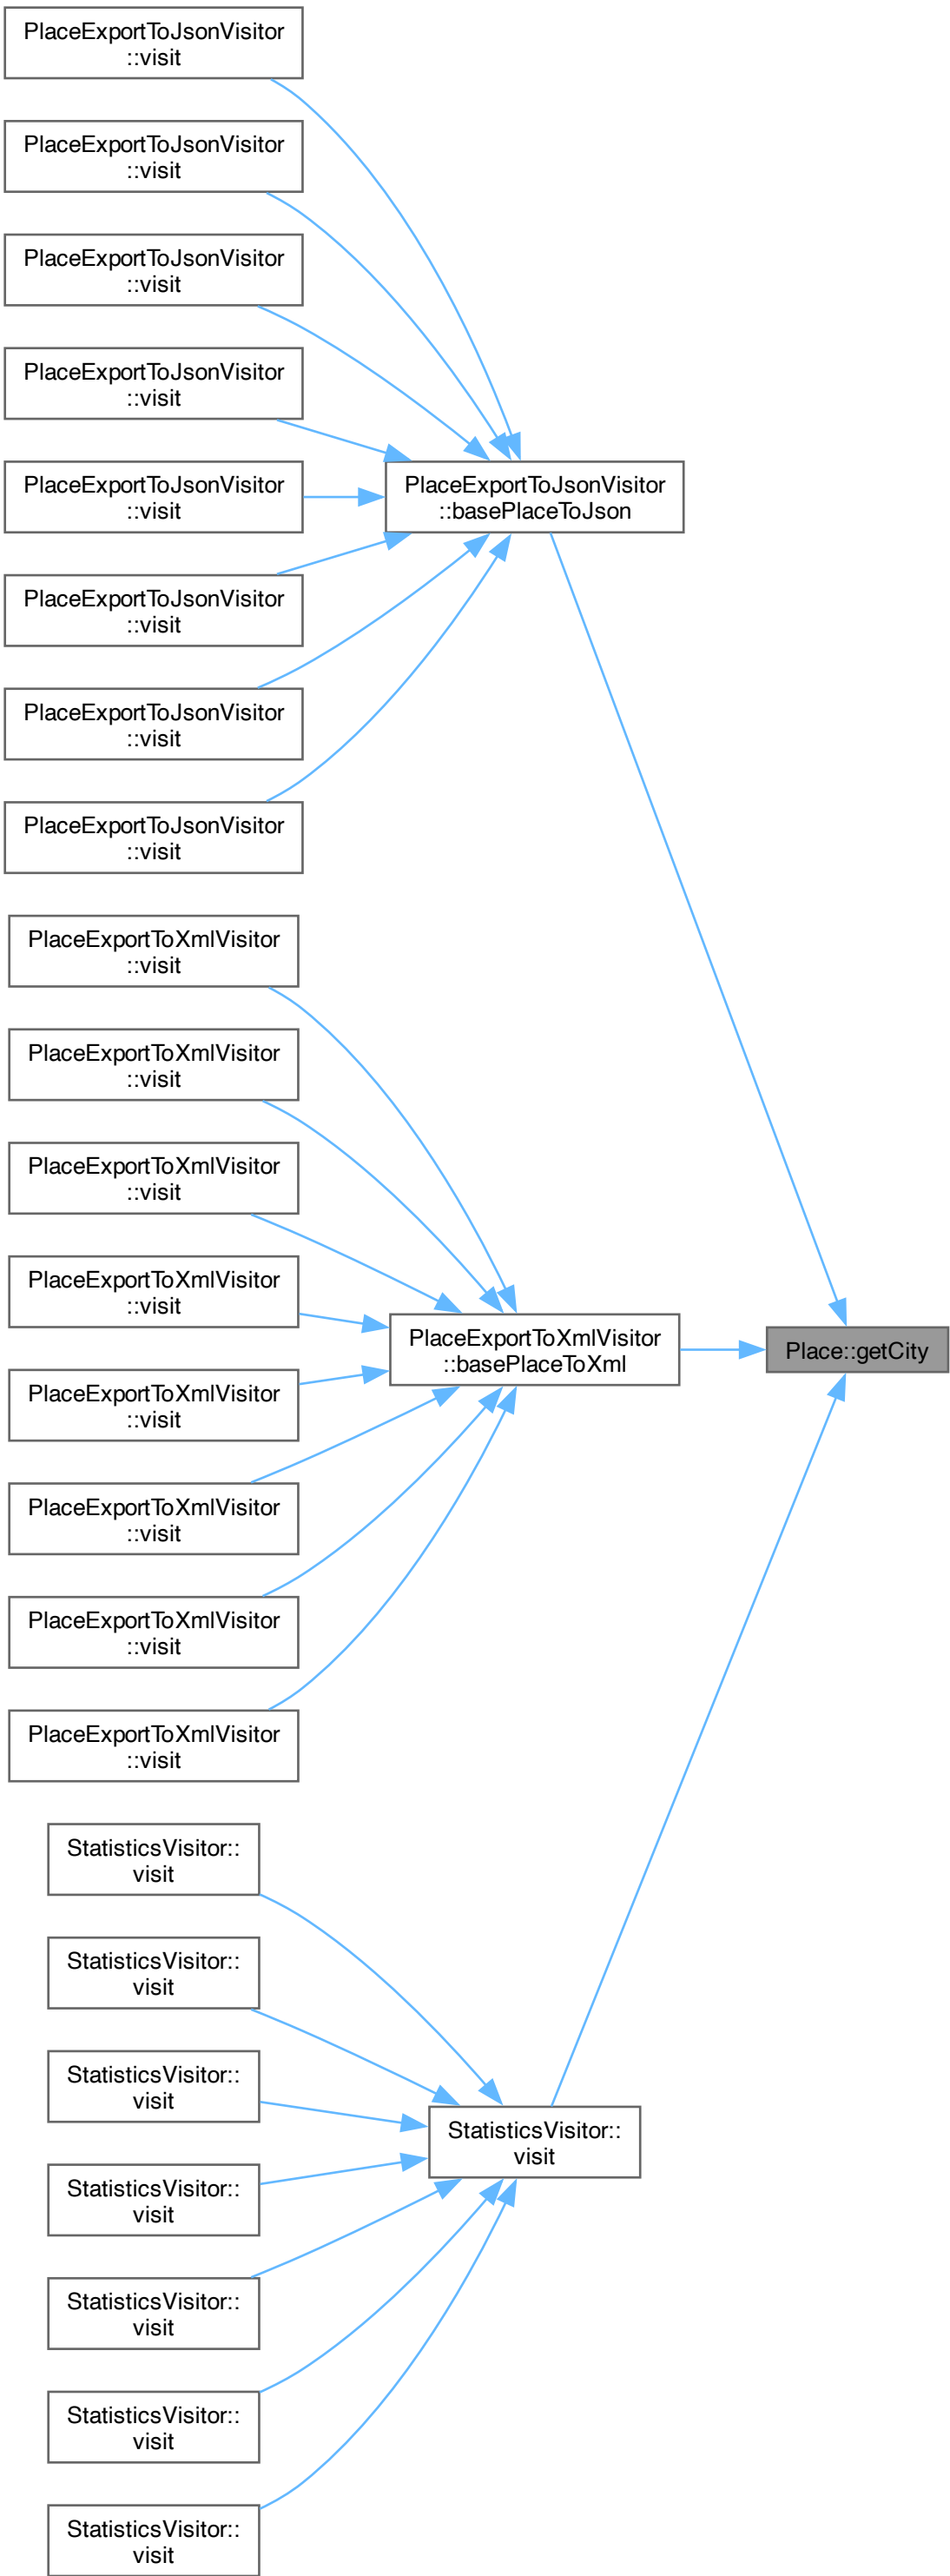 PlaceExportToJsonVisitor
::visit
PlaceExportToJsonVisitor
::visit
PlaceExportToJsonVisitor
::visit
PlaceExportToJsonVisitor
::visit
PlaceExportToJsonVisitor
::visit
PlaceExportToJsonVisitor
::visit
PlaceExportToJsonVisitor
::visit
PlaceExportToJsonVisitor
::visit
PlaceExportToJsonVisitor
::basePlaceToJson
PlaceExportToXmlVisitor
::visit
PlaceExportToXmlVisitor
::visit
PlaceExportToXmlVisitor
::visit
PlaceExportToXmlVisitor
::visit
PlaceExportToXmlVisitor
::visit
PlaceExportToXmlVisitor
::visit
PlaceExportToXmlVisitor
::visit
PlaceExportToXmlVisitor
::visit
PlaceExportToXmlVisitor
::basePlaceToXml
Place::getCity
StatisticsVisitor::
visit
StatisticsVisitor::
visit
StatisticsVisitor::
visit
StatisticsVisitor::
visit
StatisticsVisitor::
visit
StatisticsVisitor::
visit
StatisticsVisitor::
visit
StatisticsVisitor::
visit